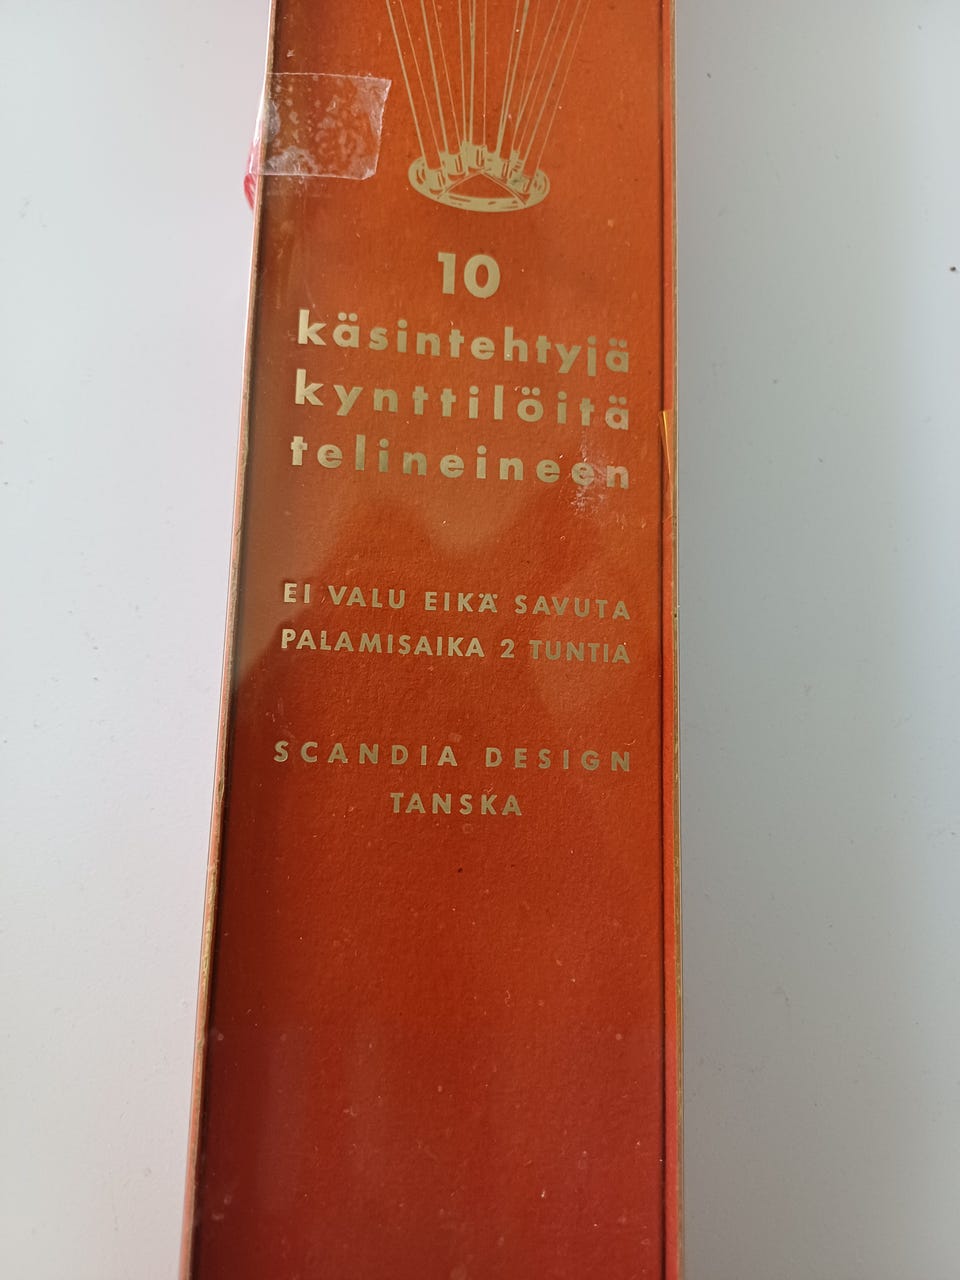 10
käsintehtyjä
kynttilöitä
telineineen
EI VALU EIKÄ SAVUTA
PALAMISAIKA 2 TUNTIA
SCANDIA DESIGN
TANSKA